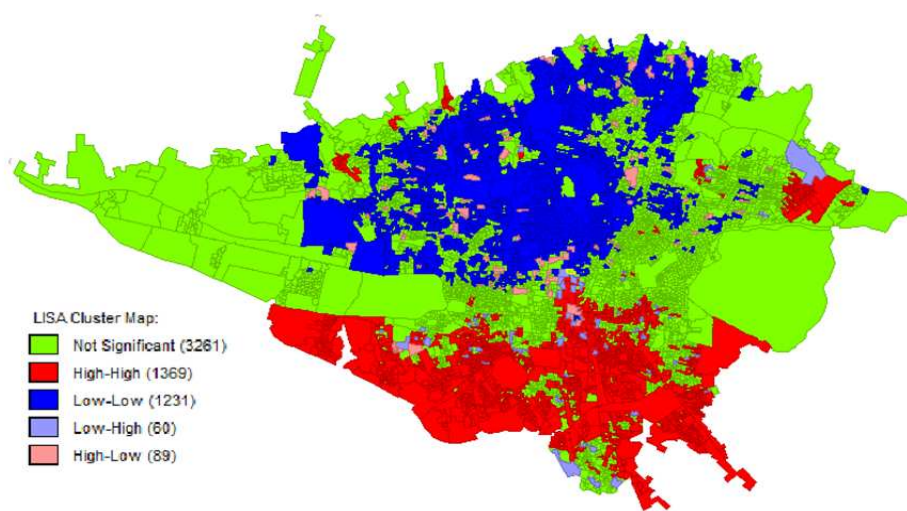 LISA Cluster Map:
Not Significant (3261)
High-High (1369)
Low-Low (1231)
Low-High (60)
High-Low (89)